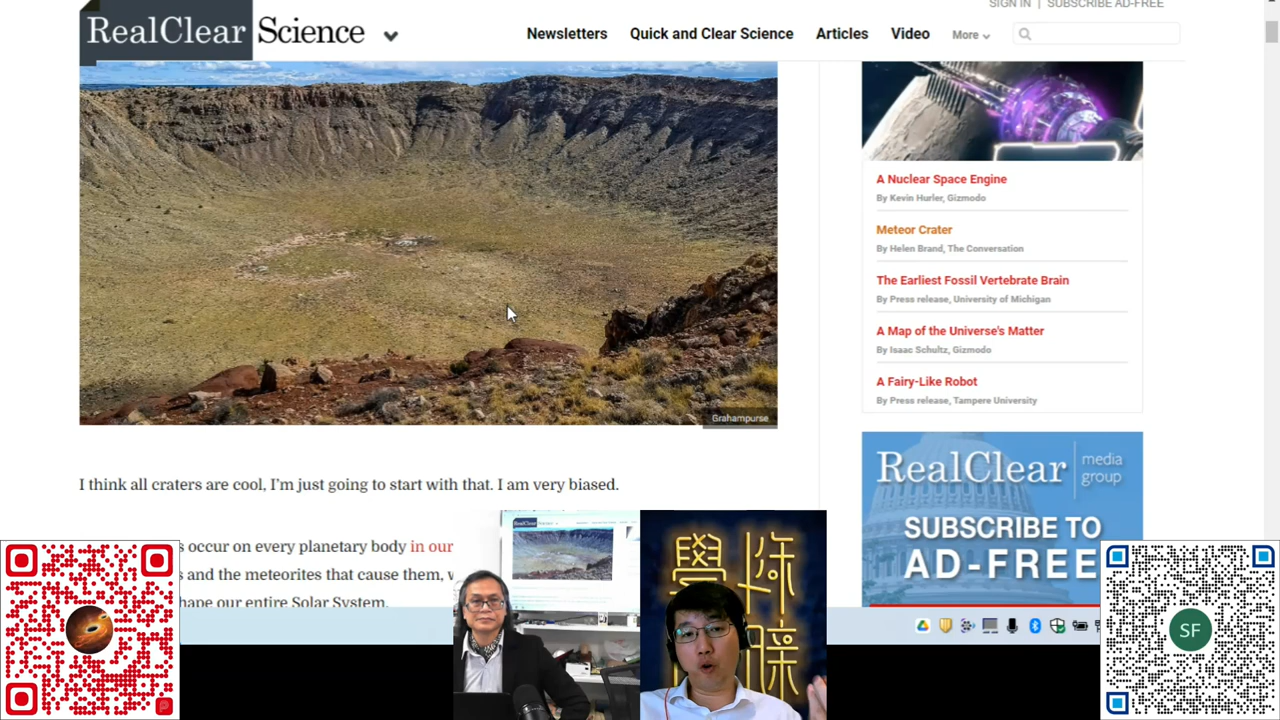 SIGN IN | SUBSCRIBE AD-FREE
RealClear Science
Newsletters Quick and Clear Science Articles Video More
Grahampurse
I think all craters are cool, I'm just going to start with that. I am very biased.
occur on every planetary body in our
and the meteorites that cause them,
hape our entire Solar System.
A Nuclear Space Engine
By Kevin Hurler, Gizmodo
Meteor Crater
By Helen Brand, The Conversation
The Earliest Fossil Vertebrate Brain
By Press release, University of Michigan
A Map of the Universe's Matter
By Isaac Schultz, Gizmodo
A Fairy-Like Robot
By Press release, Tampere University
RealClear media group
SUBSCRIBE TO
AD-FREE
SF
學